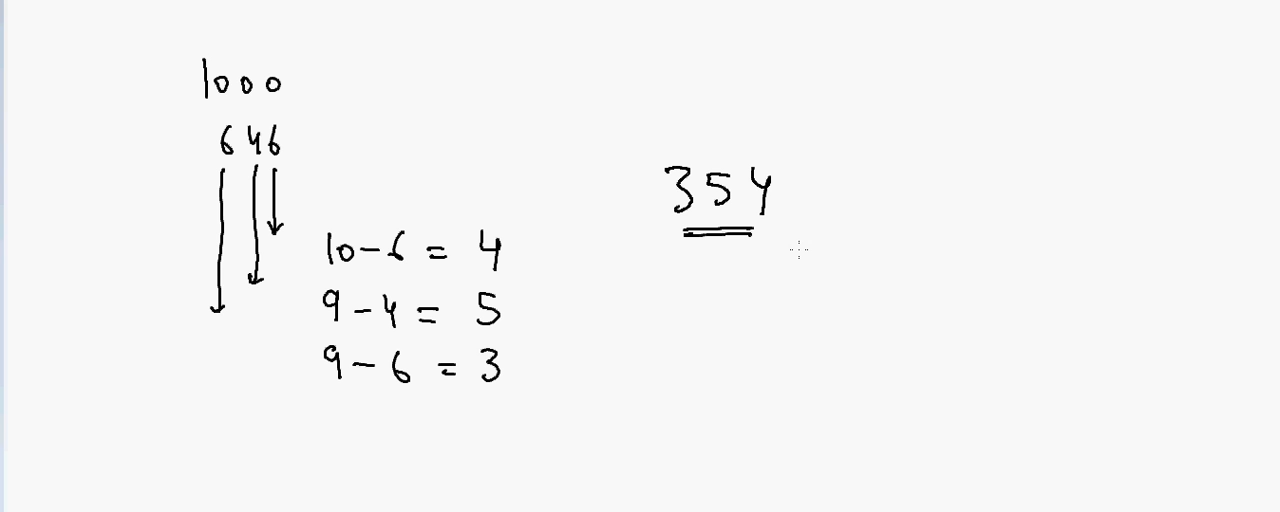 1000
646
10-6 = 4
9-4 = 5
9-6 = 3
354